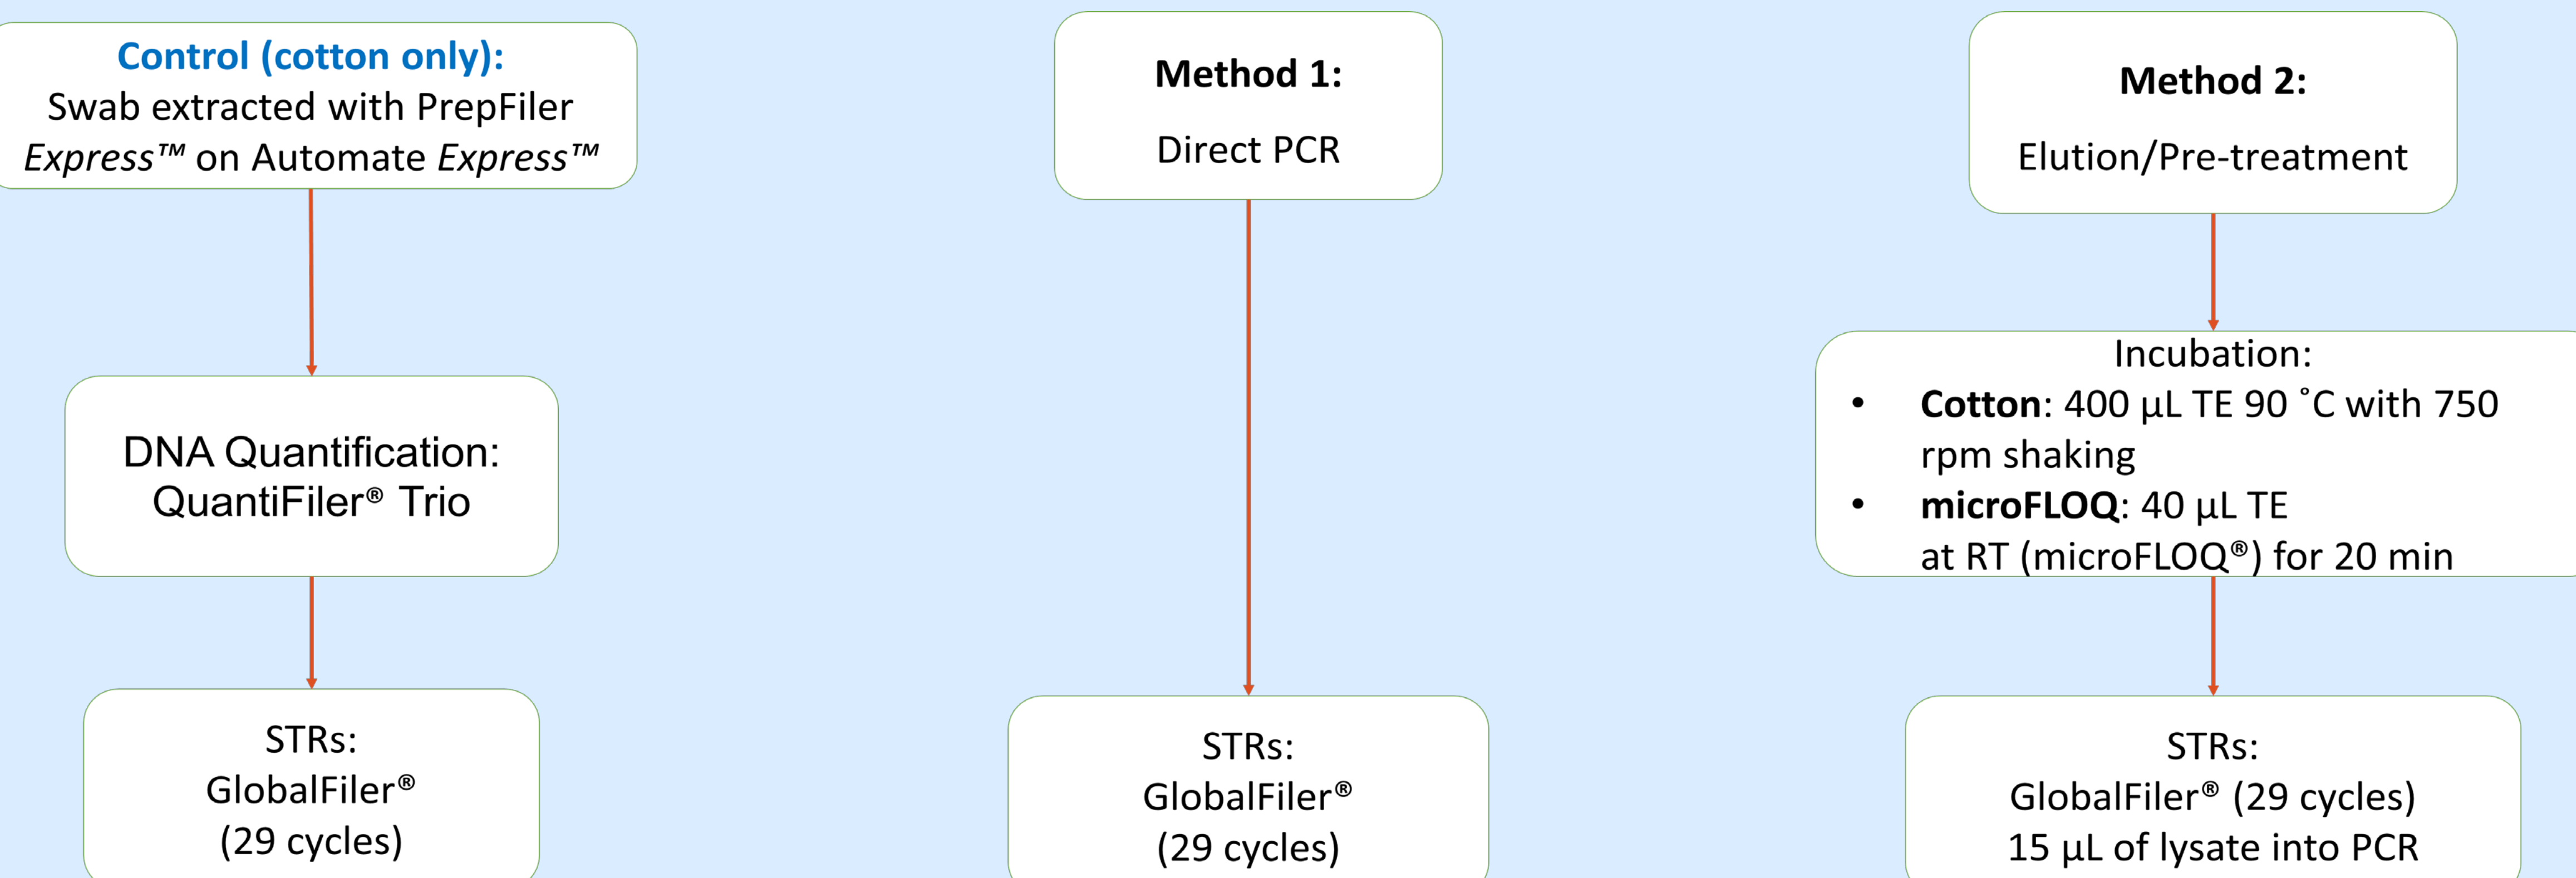 Control (cotton only):
Swab extracted with PrepFiler
Express™ on Automate Express™
DNA Quantification:
QuantiFiler® Trio
STRs:
GlobalFiler®
(29 cycles)
Method 1:
Direct PCR
STRs:
GlobalFiler®
(29 cycles)
Method 2:
Elution/Pre-treatment
Incubation:
• Cotton: 400 µL TE 90 ˚C with 750
rpm shaking
• microFLOQ: 40 µL TE
at RT (microFLOQ®) for 20 min
STRs:
GlobalFiler® (29 cycles)
15 µL of lysate into PCR